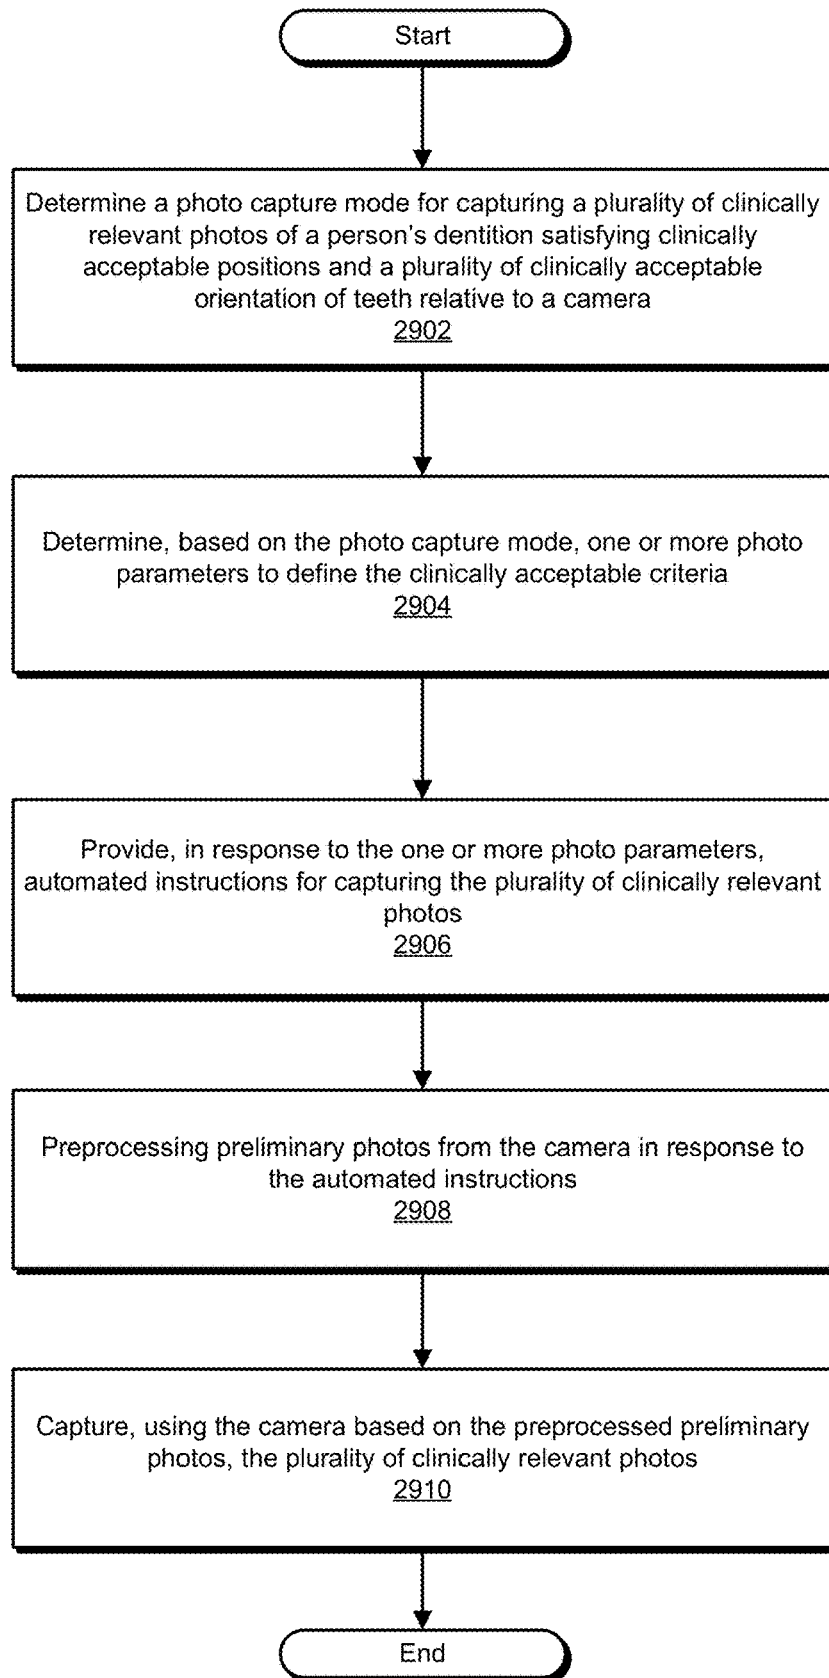 Start
Determine a photo capture mode for capturing a plurality of clinically
relevant photos of a person's dentition satisfying clinically
acceptable positions and a plurality of clinically acceptable
orientation of teeth relative to a camera
2902
Determine, based on the photo capture mode, one or more photo
parameters to define the clinically acceptable criteria
2904
Provide, in response to the one or more photo parameters,
automated instructions for capturing the plurality of clinically relevant
photos
2906
Preprocessing preliminary photos from the camera in response to
the automated instructions
2908
Capture, using the camera based on the preprocessed preliminary
photos, the plurality of clinically relevant photos
2910
End